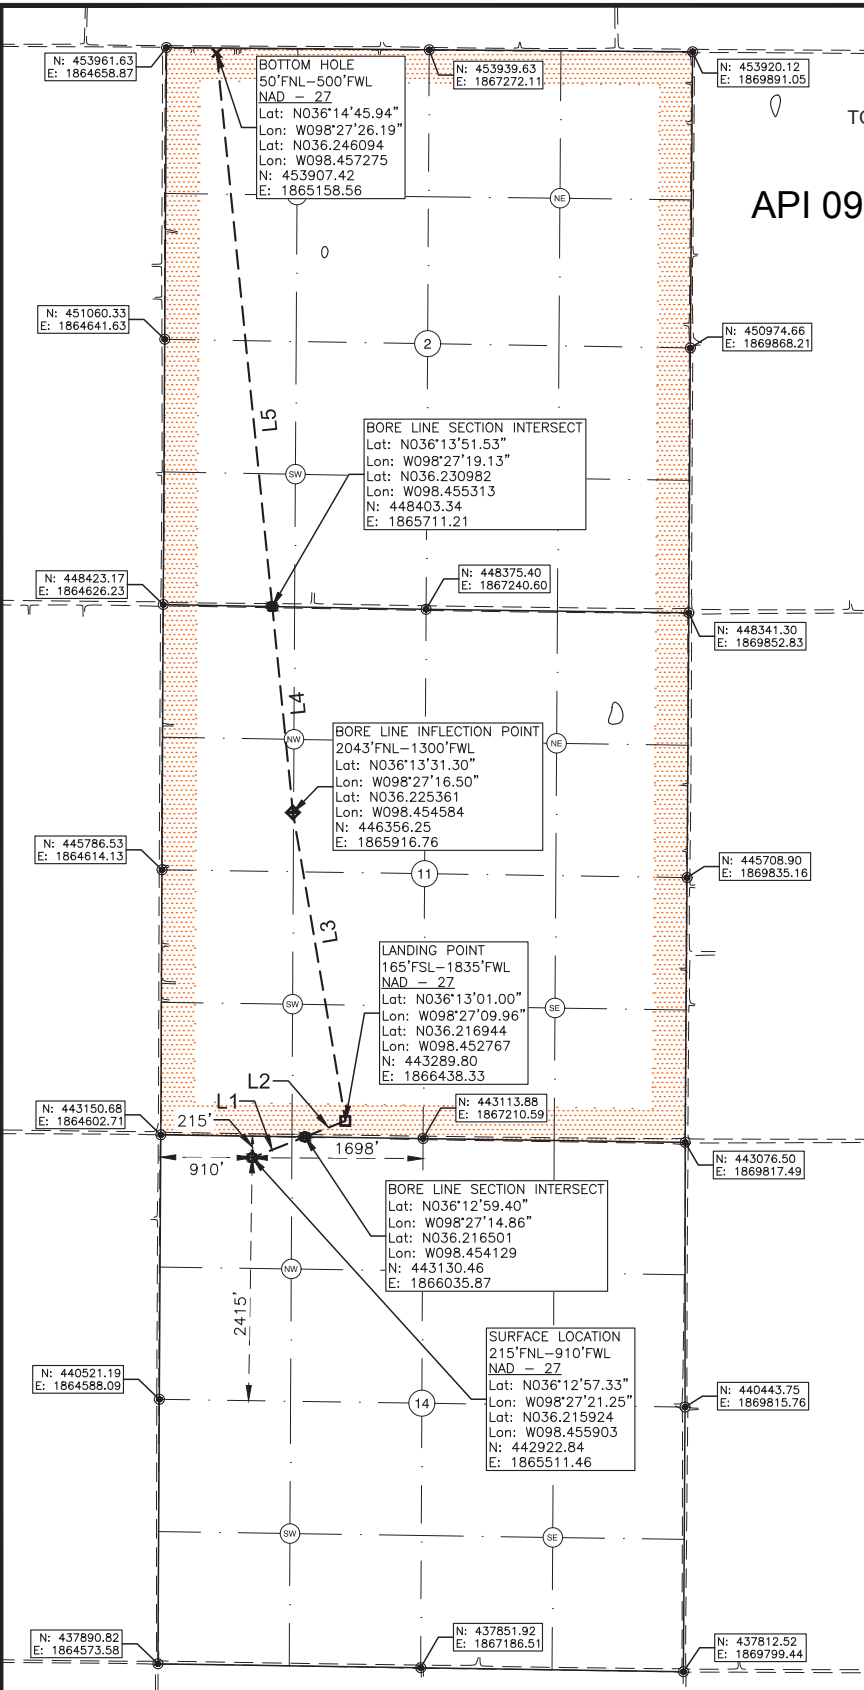 N: 453961.63
E: 1864658.87
BOTTOM HOLE
50'FNL-500'FWL
NAD - 27
Lat: N036°14'45.94"
Lon: W098°27'26.19"
Lat: N036.246094
Lon: W098.457275
N: 453907.42
E: 1865158.56
N: 453939.63
E: 1867272.11
N: 453920.12
E: 1869891.05
TO
API 09
NE
N: 451060.33
E: 1864641.63
2
N: 450974.66
E: 1869868.21
L5
BORE LINE SECTION INTERSECT
Lat: N036°13'51.53"
Lon: W098°27'19.13"
Lat: N036.230982
Lon: W098.455313
N: 448403.34
E: 1865711.21
SW
N: 448423.17
E: 1864626.23
N: 448375.40
E: 1867240.60
N: 448341.30
E: 1869852.83
L4
BORE LINE INFLECTION POINT
2043'FNL-1300'FWL
Lat: N036°13'31.30"
Lon: W098°27'16.50"
Lat: N036.225361
Lon: W098.454584
N: 446356.25
E: 1865916.76
NW
NE
N: 445786.53
E: 1864614.13
11
N: 445708.90
E: 1869835.16
L3
LANDING POINT
165'FSL-1835'FWL
NAD - 27
Lat: N036°13'01.00"
Lon: W098°27'09.96"
Lat: N036.216944
Lon: W098.452767
N: 443289.80
E: 1866438.33
SW
SE
L2
L1
N: 443150.68
E: 1864602.71
215'
N: 443113.88
E: 1867210.59
1698'
910'
N: 443076.50
E: 1869817.49
BORE LINE SECTION INTERSECT
Lat: N036°12'59.40"
Lon: W098°27'14.86"
Lat: N036.216501
Lon: W098.454129
N: 443130.46
E: 1866035.87
NW
2415'
SURFACE LOCATION
215'FNL-910'FWL
NAD - 27
Lat: N036°12'57.33"
Lon: W098°27'21.25"
Lat: N036.215924
Lon: W098.455903
N: 442922.84
E: 1865511.46
N: 440521.19
E: 1864588.09
14
N: 440443.75
E: 1869815.76
SW
SE
N: 437890.82
E: 1864573.58
N: 437851.92
E: 1867186.51
N: 437812.52
E: 1869799.44